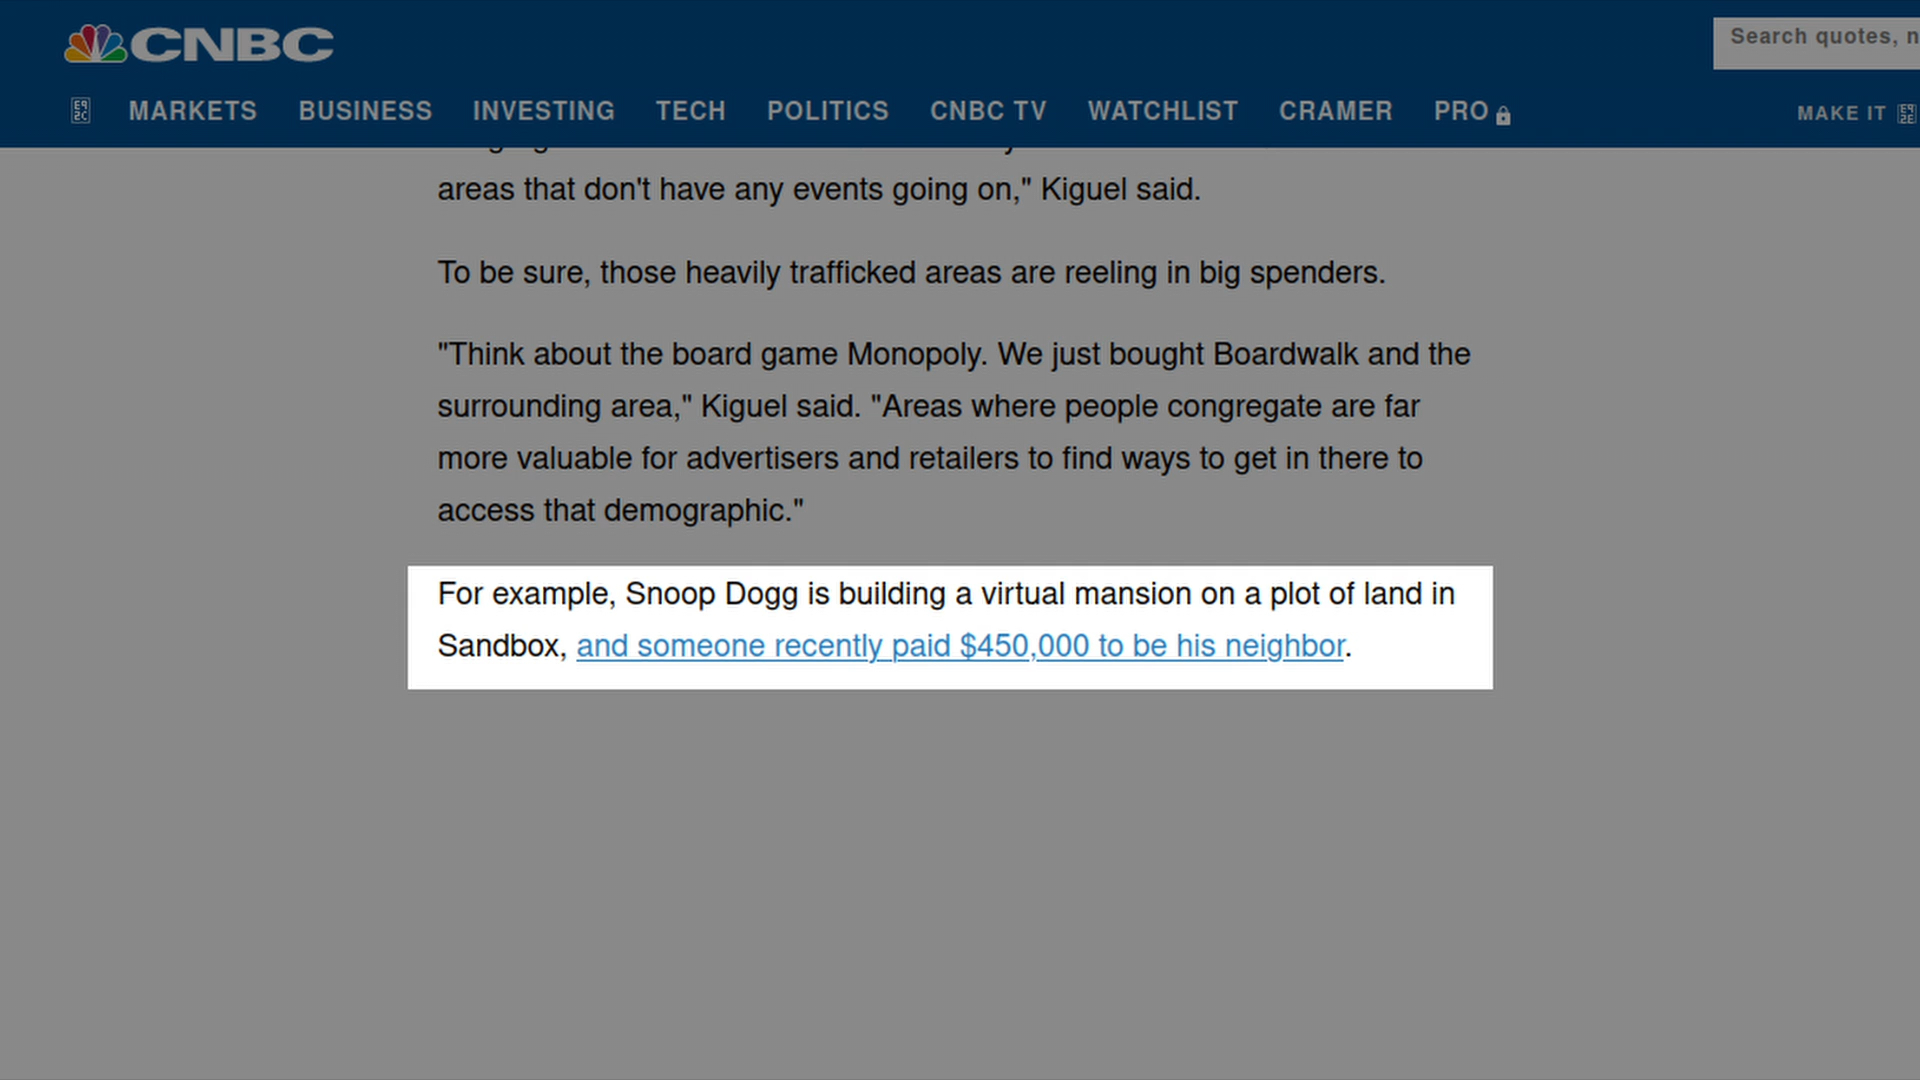 CNBC
Search quotes, n
MARKETS BUSINESS INVESTING TECH POLITICS CNBC TV WATCHLIST CRAMER PRO MAKE IT
areas that don't have any events going on," Kiguel said.
To be sure, those heavily trafficked areas are reeling in big spenders.
"Think about the board game Monopoly. We just bought Boardwalk and the
surrounding area," Kiguel said. "Areas where people congregate are far
more valuable for advertisers and retailers to find ways to get in there to
access that demographic."
For example, Snoop Dogg is building a virtual mansion on a plot of land in
Sandbox, and someone recently paid $450,000 to be his neighbor.